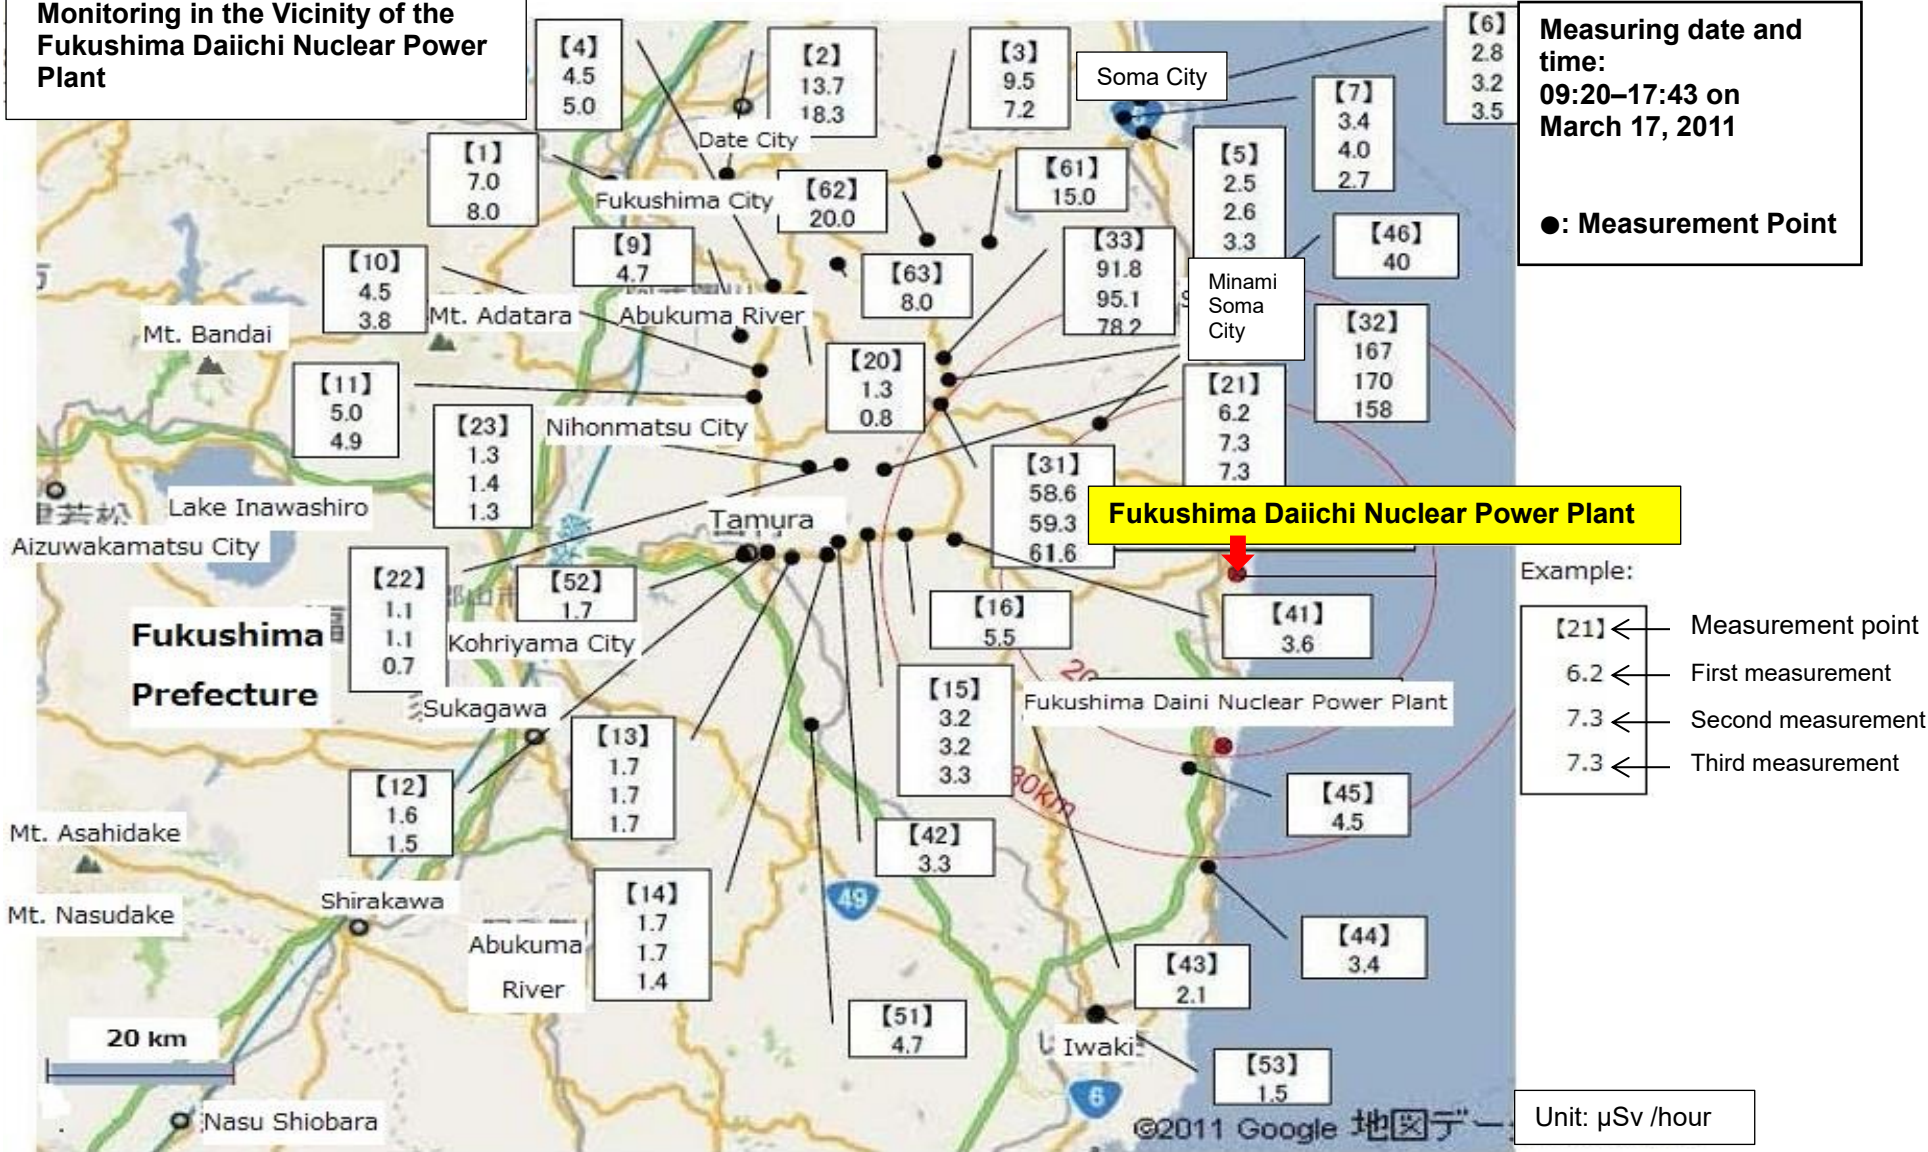 Monitoring in the Vicinity of the
Fukushima Daiichi Nuclear Power
Plant
【4】
4.5
5.0
【2】
13.7
18.3
【3】
9.5
7.2
Soma City
【6】
2.8
3.2
3.5
Measuring date and
time:
09:20–17:43 on
March 17, 2011
●: Measurement Point
【7】
3.4
4.0
2.7
Date City
【1】
7.0
8.0
Fukushima City
【62】
20.0
【61】
15.0
【5】
2.5
2.6
3.3
【46】
40
【10】
4.5
3.8
【9】
4.7
【63】
8.0
【33】
91.8
95.1
78.2
Minami
Soma
City
Mt. Bandai
Mt. Adatara
Abukuma River
【32】
167
170
158
【11】
5.0
4.9
【20】
1.3
0.8
【21】
6.2
7.3
7.3
【23】
1.3
1.4
1.3
Nihonmatsu City
【31】
58.6
59.3
61.6
Fukushima Daiichi Nuclear Power Plant
Lake Inawashiro
Tamura
若松
Aizuwakamatsu City
【22】
1.1
1.1
0.7
【52】
1.7
郡山市
Kohriyama City
【16】
5.5
【41】
3.6
Example:
【21】
6.2
7.3
7.3
Measurement point
First measurement
Second measurement
Third measurement
Fukushima
Prefecture
Sukagawa
【15】
3.2
3.2
3.3
20
Fukushima Daini Nuclear Power Plant
【13】
1.7
1.7
1.7
30km
【12】
1.6
1.5
【45】
4.5
Mt. Asahidake
【42】
3.3
Mt. Nasudake
Shirakawa
【14】
1.7
1.7
1.4
49
Abukuma
River
【44】
3.4
【43】
2.1
20 km
【51】
4.7
Iwaki
【53】
1.5
6
Nasu Shiobara
©2011 Google 地図デー
Unit: µSv /hour